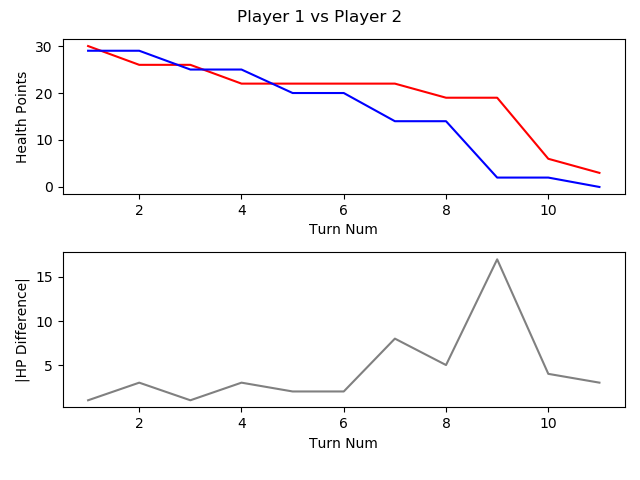 Player 1 vs Player 2
30
20
10
0
Health Points
2 4 6 8 10
Turn Num
15
10
5
|HP Difference|
2 4 6 8 10
Turn Num